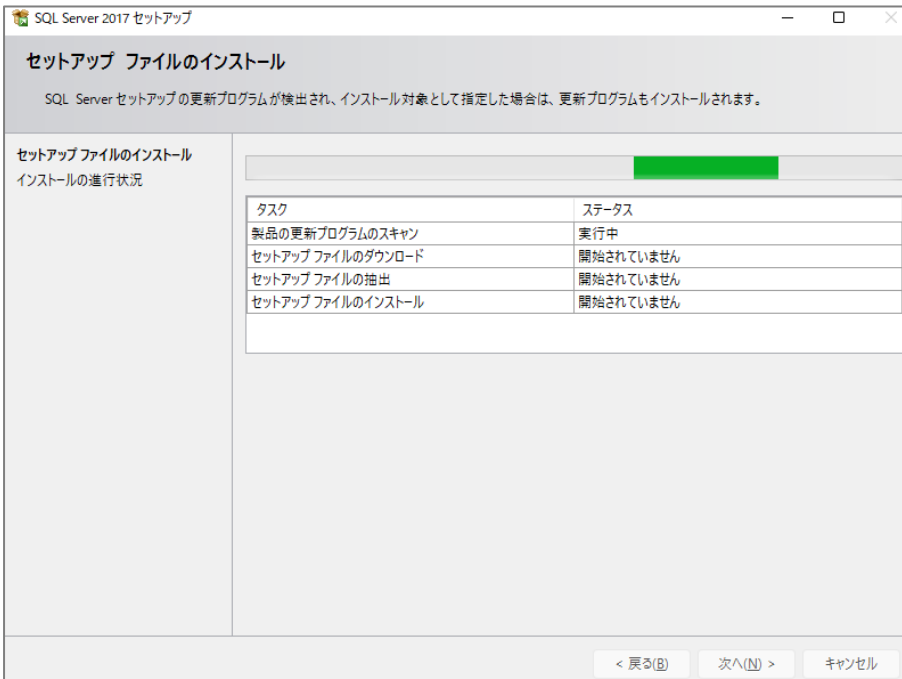 SQL Server 2017 セットアップ
セットアップ ファイルのインストール
SQL Server セットアップの更新プログラムが検出され、インストール対象として指定した場合は、更新プログラムもインストールされます。
セットアップ ファイルのインストール
インストールの進行状況
タスク ステータス
製品の更新プログラムのスキャン 実行中
セットアップ ファイルのダウンロード 開始されていません
セットアップ ファイルの抽出 開始されていません
セットアップ ファイルのインストール 開始されていません
< 戻る(B) 次へ(N) > キャンセル